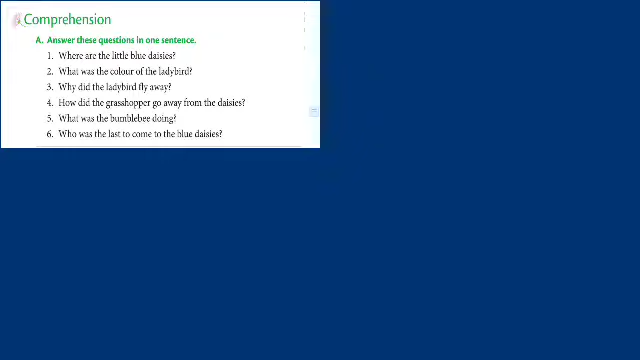 Comprehension
A. Answer these questions in one sentence.
1. Where are the little blue daisies?
2. What was the colour of the ladybird?
3. Why did the ladybird fly away?
4. How did the grasshopper go away from the daisies?
5. What was the bumblebee doing?
6. Who was the last to come to the blue daisies?